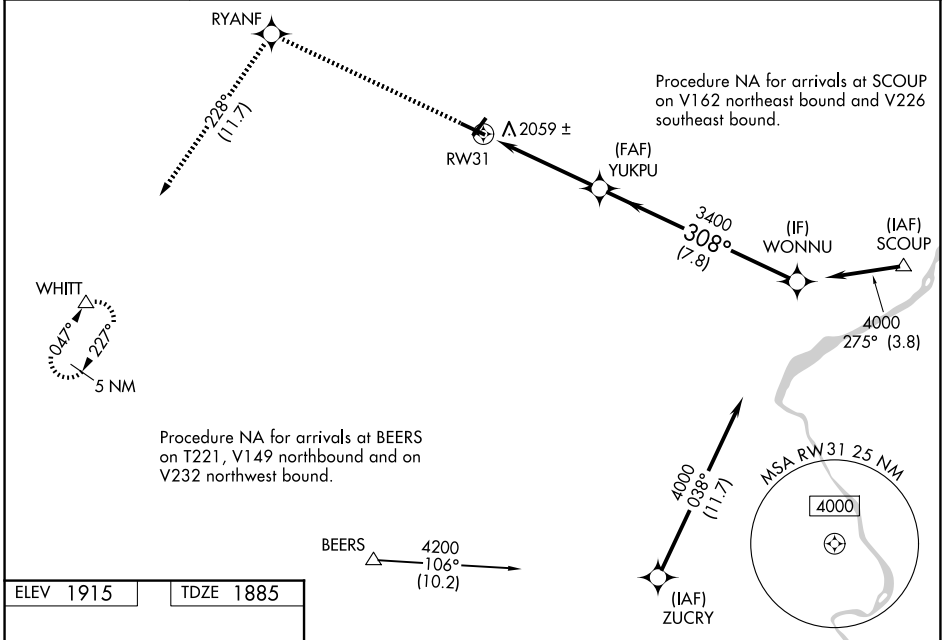 RYANF
228°
(11.7)
Procedure NA for arrivals at SCOUP
on V162 northeast bound and V226
southeast bound.
2059 ±
RW31
(FAF)
YUKPU
3400
308°
(7.8)
(IF)
WONNU
(IAF)
SCOUP
4000
275° (3.8)
WHITT
047°
227°
5 NM
Procedure NA for arrivals at BEERS
on T221, V149 northbound and on
V232 northwest bound.
4000
038°
(11.7)
MSA RW31 25 NM
4000
BEERS
4200
106°
(10.2)
(IAF)
ZUCRY
ELEV 1915
TDZE 1885